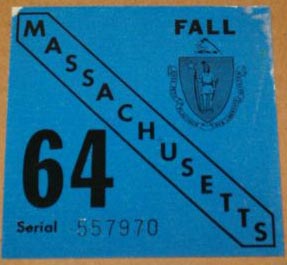 FALL
MASSACHUSETTS
64
Serial 557970